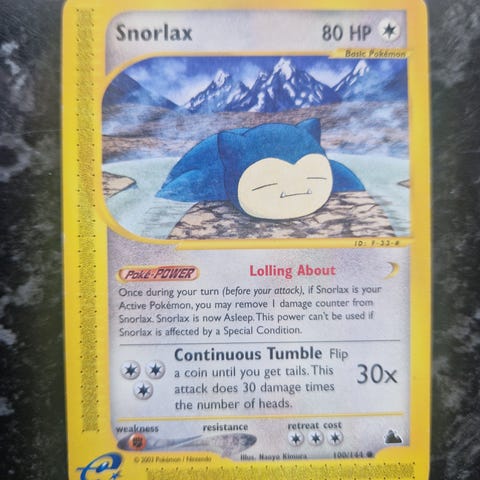 Snorlax 80 HP
Basic Pokémon
ID: F-33-#
Poké-POWER Lolling About
Once during your turn (before your attack), if Snorlax is your
Active Pokémon, you may remove 1 damage counter from
Snorlax. Snorlax is now Asleep. This power can't be used if
Snorlax is affected by a Special Condition.
Continuous Tumble Flip
a coin until you get tails. This
attack does 30 damage times
the number of heads.
30x
weakness resistance retreat cost
Illus. Naoyo Kimura
100/144
©2003 Pokémon / Nintendo
e